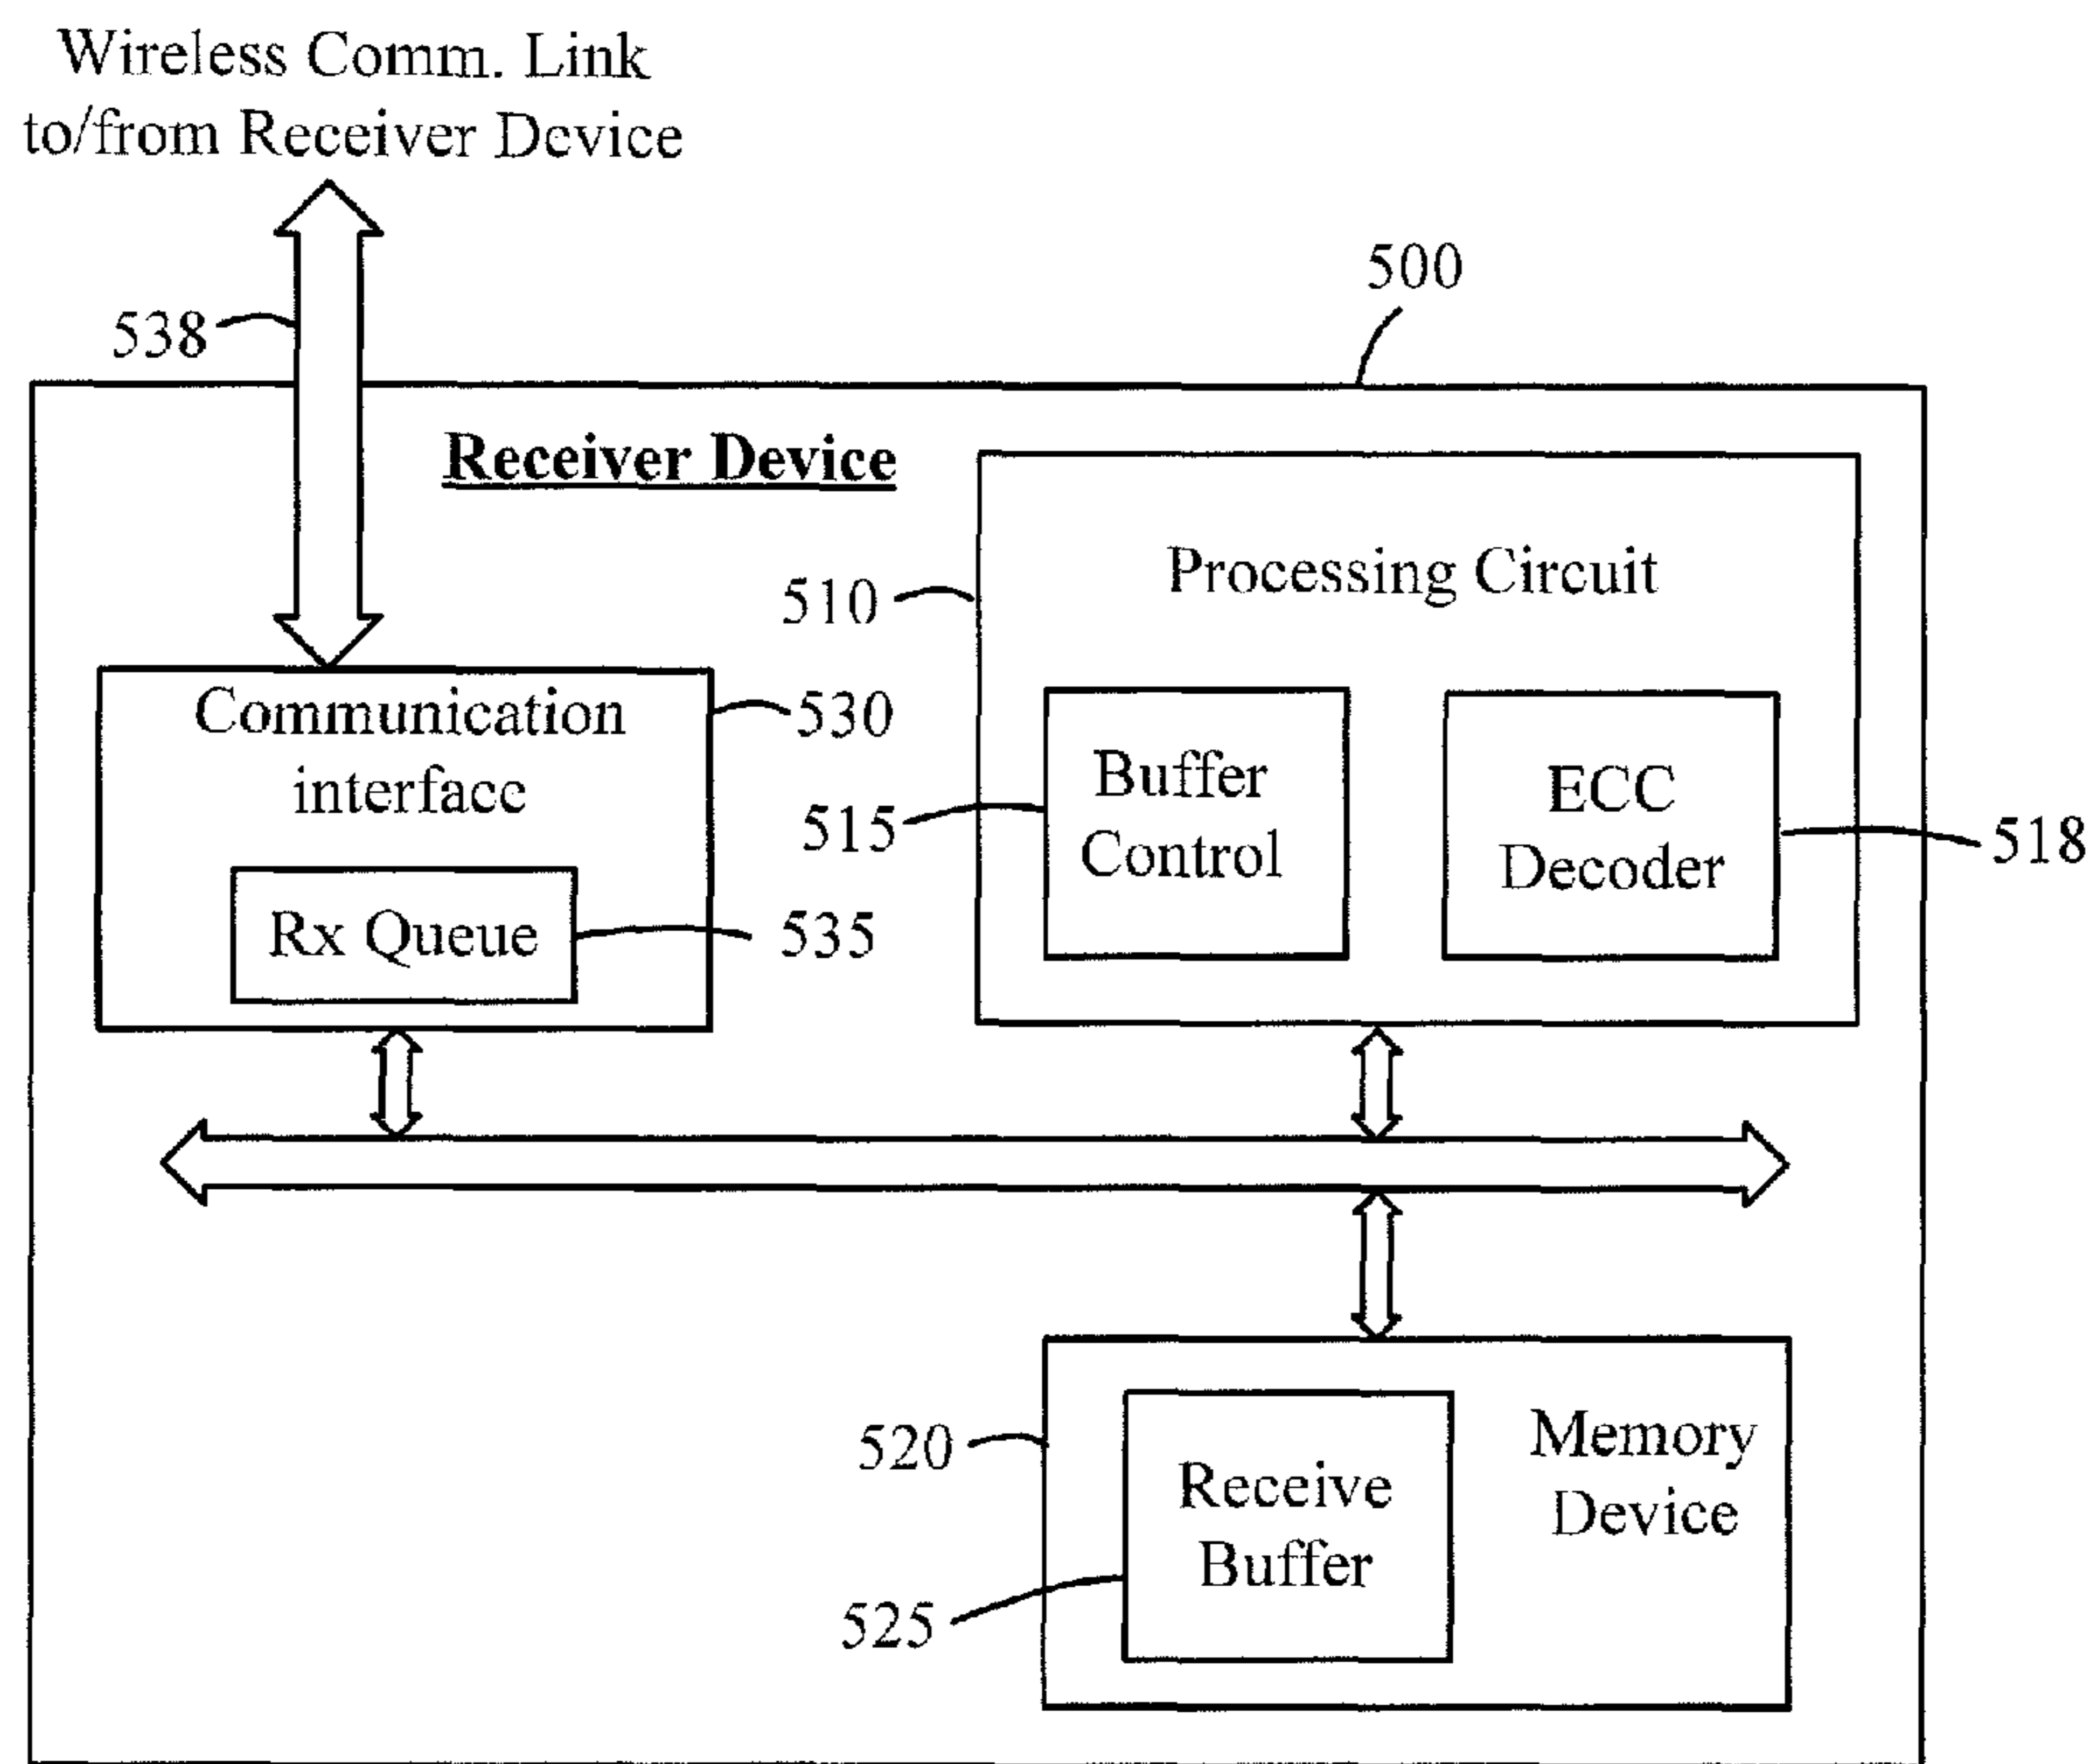 Wireless Comm. Link
to/from Receiver Device
500
538
Receiver Device
Processing Circuit
510
Communication
interface
530
Buffer
Control
515
ECC
Decoder
518
Rx Queue
535
520
Memory
Device
Receive
Buffer
525